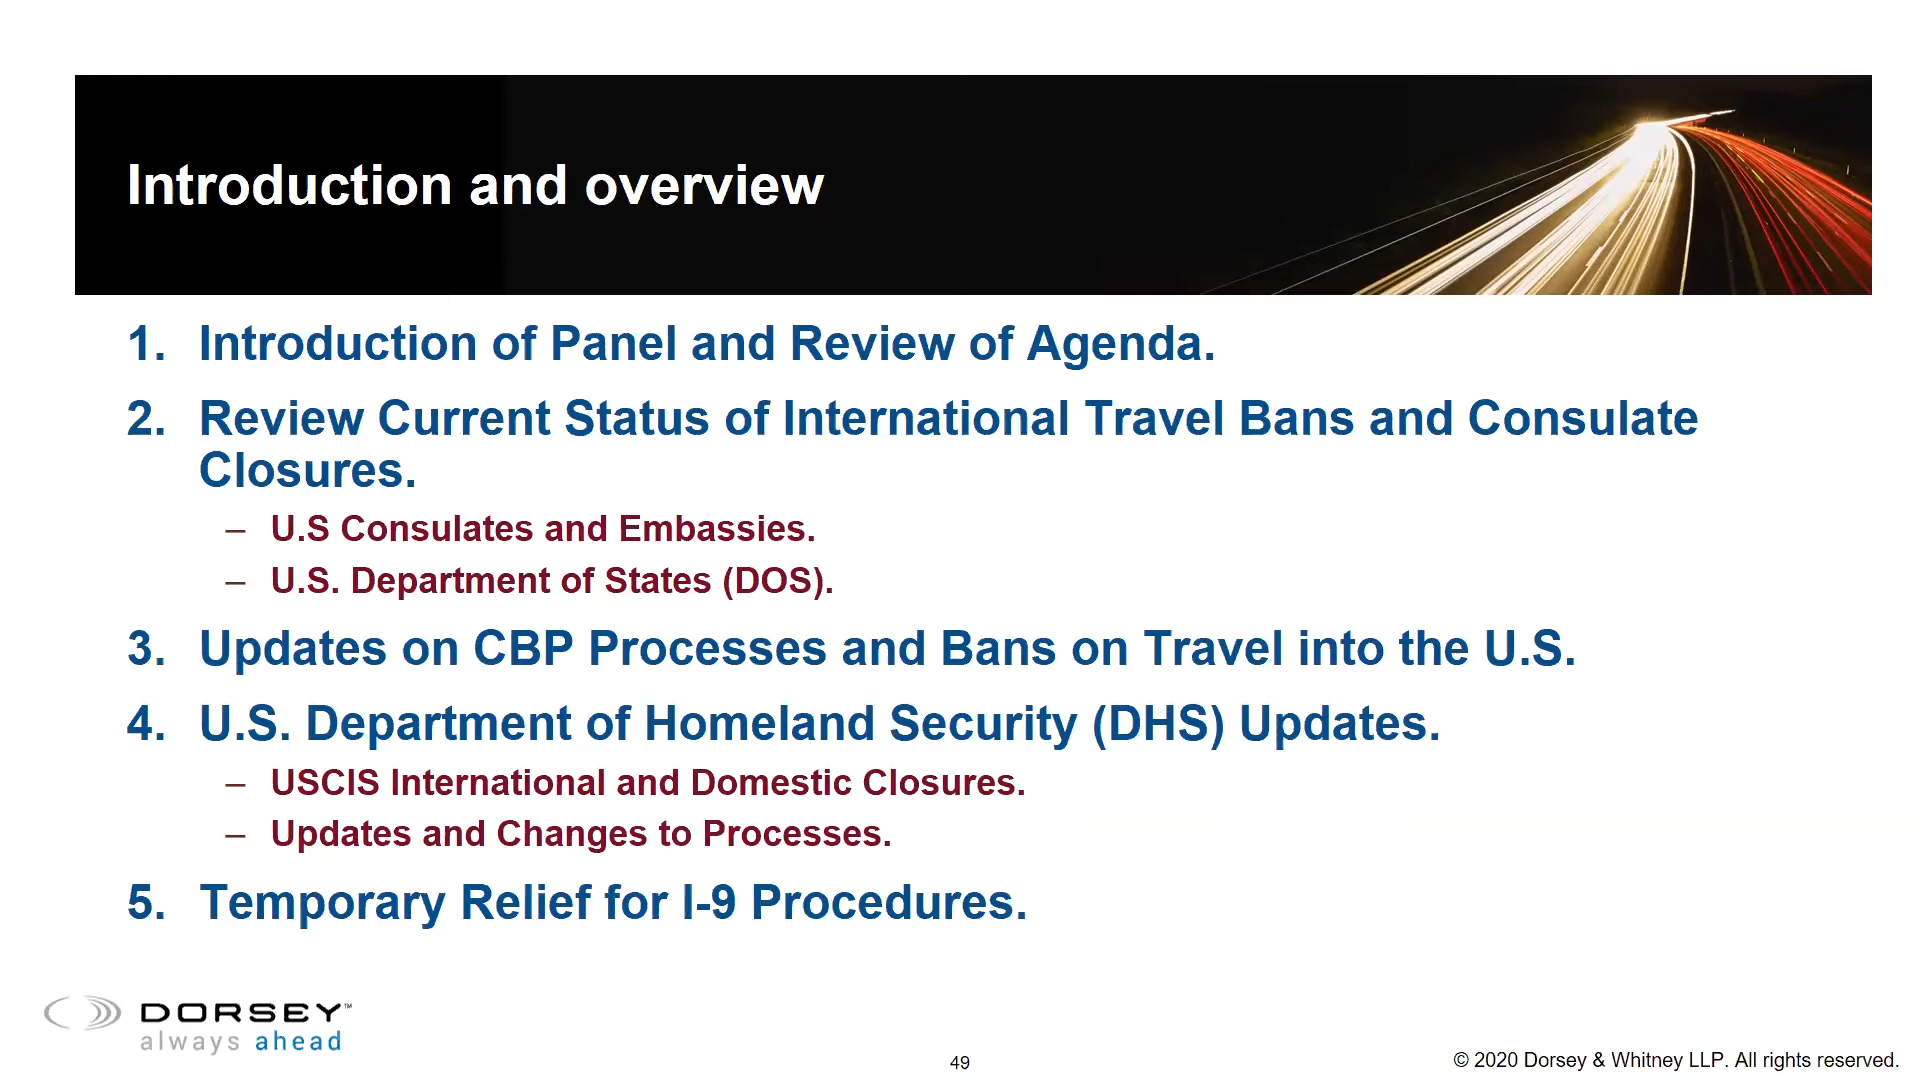 Introduction and overview
1. Introduction of Panel and Review of Agenda.
2. Review Current Status of International Travel Bans and Consulate
Closures.
– U.S Consulates and Embassies.
– U.S. Department of States (DOS).
3. Updates on CBP Processes and Bans on Travel into the U.S.
4. U.S. Department of Homeland Security (DHS) Updates.
– USCIS International and Domestic Closures.
– Updates and Changes to Processes.
5. Temporary Relief for I-9 Procedures.
DORSEY™
always ahead
49
© 2020 Dorsey & Whitney LLP. All rights reserved.